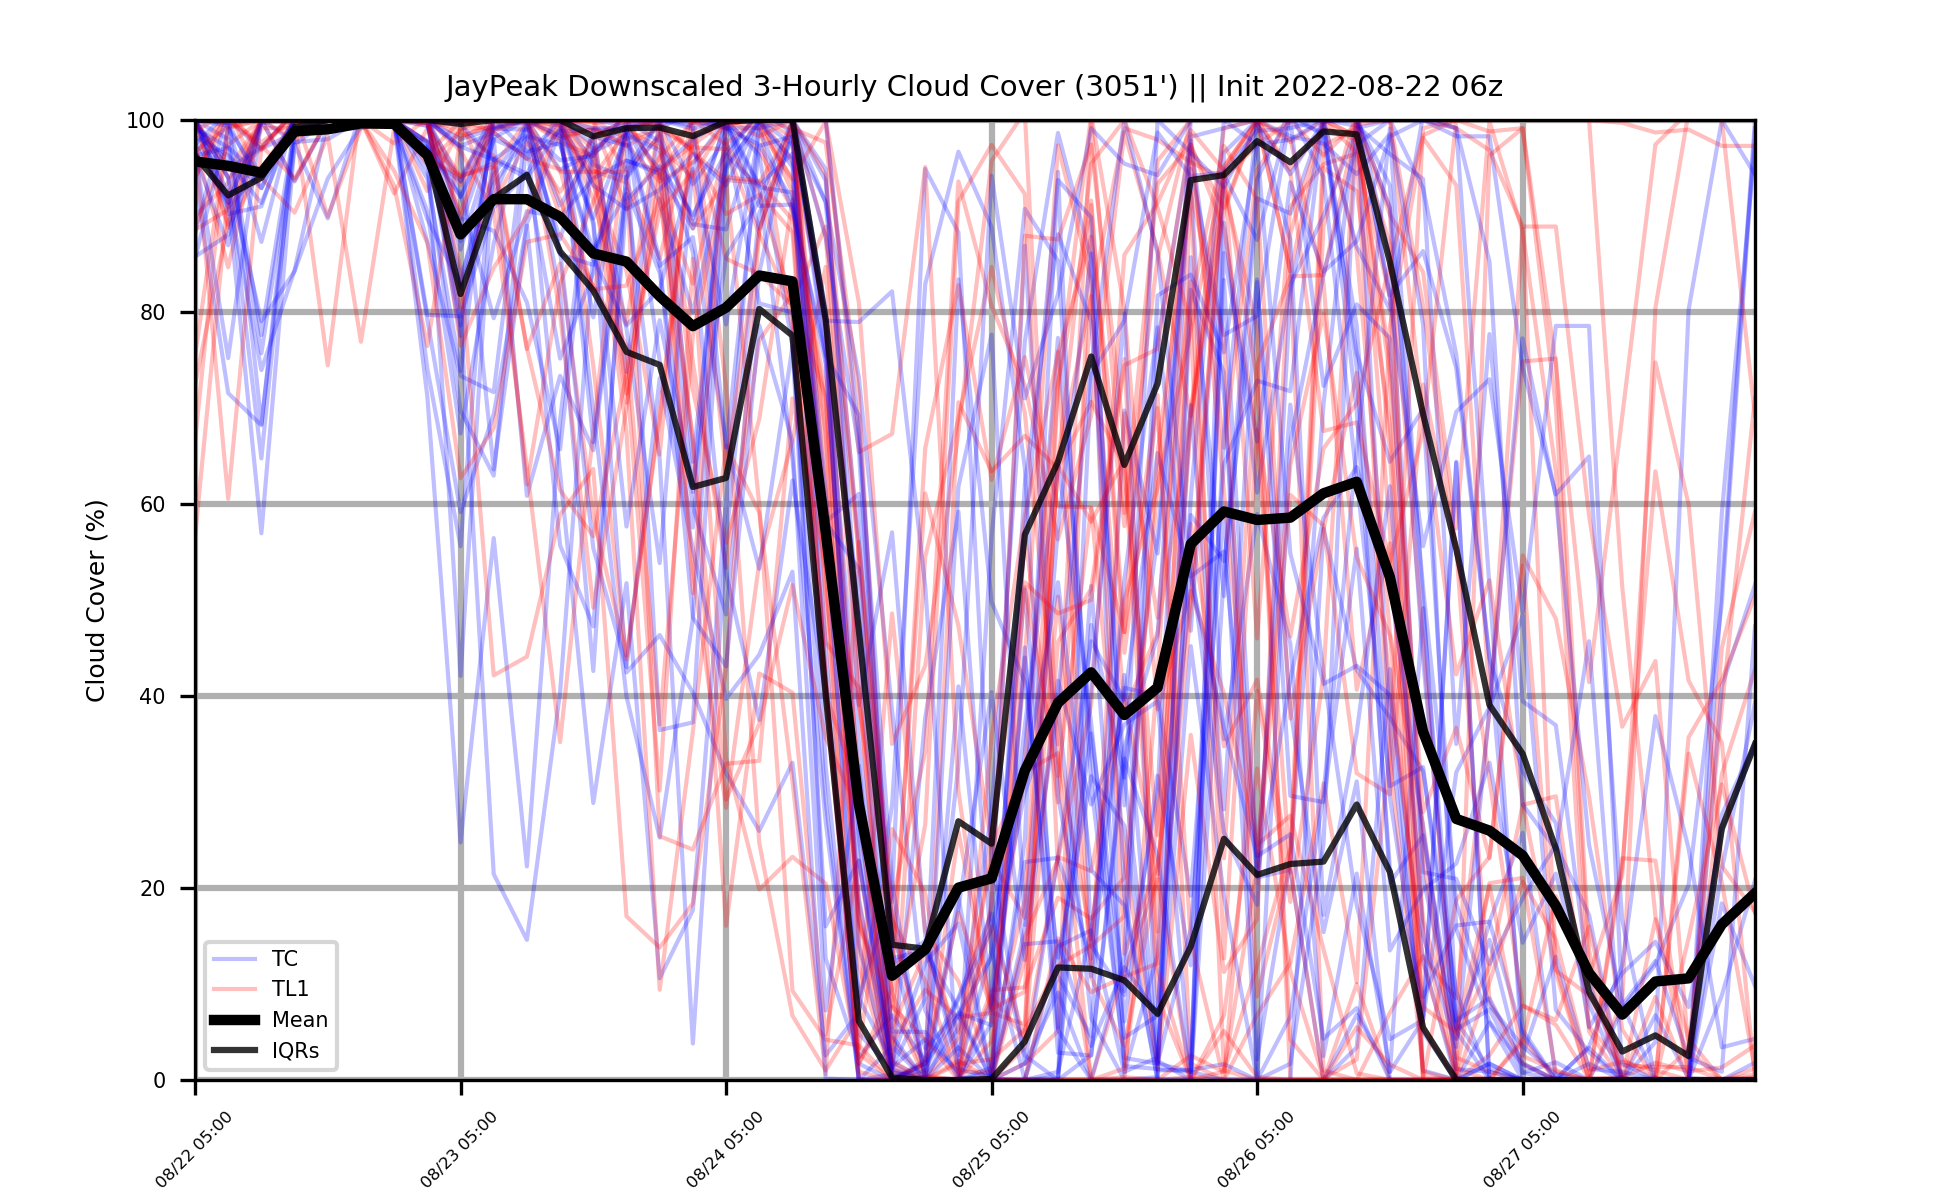 JayPeak Downscaled 3-Hourly Cloud Cover (3051') || Init 2022-08-22 06z
Cloud Cover (%)
100
80
60
40
20
0
TC
TL1
Mean
IQRs
08/22 05:00
08/23 05:00
08/24 05:00
08/25 05:00
08/26 05:00
08/27 05:00